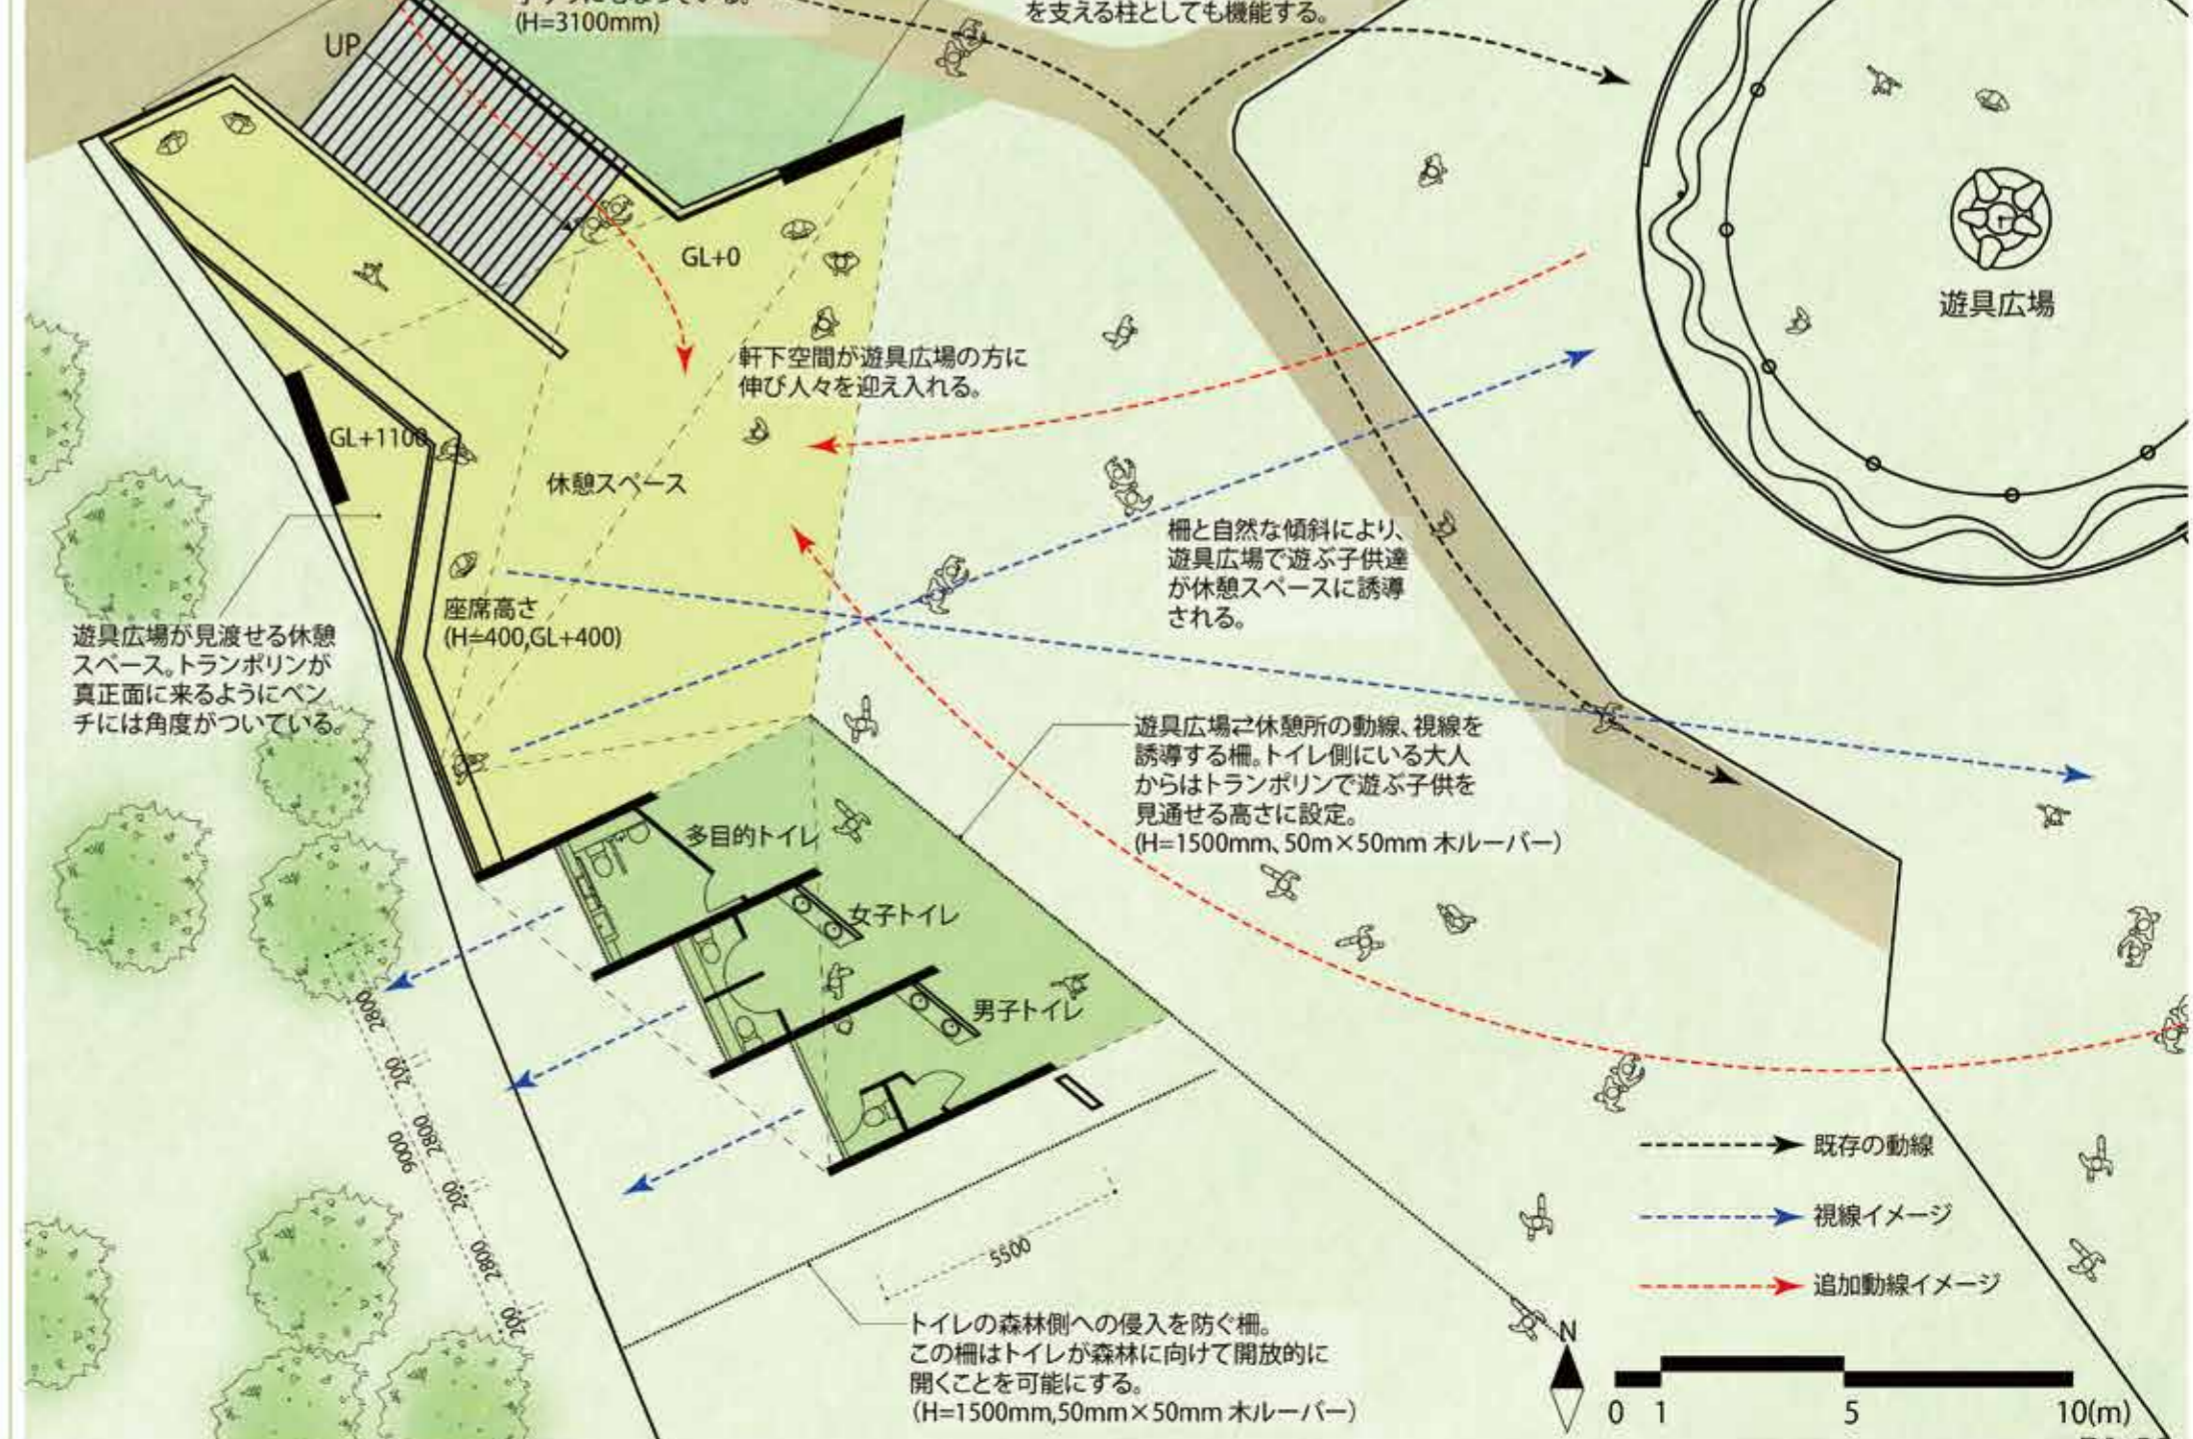 (H=3100mm)
を支える柱としても機能する。
UP
GL+0
遊具広場
軒下空間が遊具広場の方に
伸び人々を迎え入れる。
GL+1100
休憩スペース
柵と自然な傾斜により、
遊具広場で遊ぶ子供達
が休憩スペースに誘導
される。
座席高さ
(H=400,GL+400)
遊具広場が見渡せる休憩
スペース。トランポリンが
真正面に来るようにベン
チには角度がついている。
遊具広場⇄休憩所の動線、視線を
誘導する柵。トイレ側にいる大人
からはトランポリンで遊ぶ子供を
見通せる高さに設定。
(H=1500mm、50m×50mm 木ルーバー)
多目的トイレ
女子トイレ
男子トイレ
2800
200
2800
9000
200
2800
200
5500
既存の動線
視線イメージ
追加動線イメージ
トイレの森林側への侵入を防ぐ柵。
この柵はトイレが森林に向けて開放的に
開くことを可能にする。
(H=1500mm,50mm×50mm 木ルーバー)
N
0 1 5 10(m)